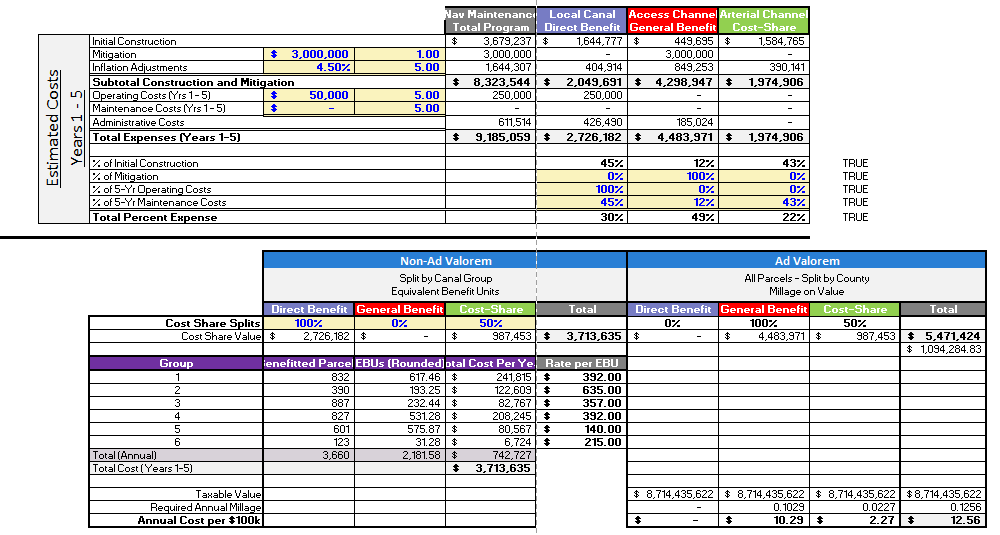 Nav Maintenance Local Canal Access Channel Arterial Channel
Total Program Direct Benefit General Benefit Cost-Share
Estimated Costs
Years 1 - 5
Initial Construction $ 3,679,237 $ 1,644,777 $ 449,695 $ 1,584,765
Mitigation $ 3,000,000 1.00 3,000,000 - 3,000,000 -
Inflation Adjustments 4.50% 5.00 1,644,307 404,914 849,253 390,141
Subtotal Construction and Mitigation $ 8,323,544 $ 2,049,691 $ 4,298,947 $ 1,974,906
Operating Costs (Yrs 1 - 5) $ 50,000 5.00 250,000 250,000 - -
Maintenance Costs (Yrs 1 - 5) $ - 5.00 - - - -
Administrative Costs 611,514 426,490 185,024 -
Total Expenses (Years 1-5) $ 9,185,059 $ 2,726,182 $ 4,483,971 $ 1,974,906
% of Initial Construction 45% 12% 43% TRUE
% of Mitigation 0% 100% 0% TRUE
% of 5-Yr Operating Costs 100% 0% 0% TRUE
% of 5-Yr Maintenance Costs 45% 12% 43% TRUE
Total Percent Expense 30% 49% 22% TRUE
Non-Ad Valorem Ad Valorem
Split by Canal Group All Parcels - Split by County
Equivalent Benefit Units Millage on Value
Direct Benefit General Benefit Cost-Share Total Direct Benefit General Benefit Cost-Share Total
Cost Share Splits 100% 0% 50% 0% 100% 50%
Cost Share Value $ 2,726,182 $ - $ 987,453 $ 3,713,635 $ - $ 4,483,971 $ 987,453 $ 5,471,424
$ 1,094,284.83
Group enefitted Parcel EBUs (Rounded) otal Cost Per Ye Rate per EBU
1 832 617.46 $ 241,815 $ 392.00
2 390 193.25 $ 122,609 $ 635.00
3 887 232.44 $ 82,767 $ 357.00
4 827 531.28 $ 208,245 $ 392.00
5 601 575.87 $ 80,567 $ 140.00
6 123 31.28 $ 6,724 $ 215.00
Total (Annual) 3,660 2,181.58 $ 742,727
Total Cost (Years 1-5) $ 3,713,635
Taxable Value $ 8,714,435,622 $ 8,714,435,622 $ 8,714,435,622 $ 8,714,435,622
Required Annual Millage - 0.1029 0.0227 0.1256
Annual Cost per $100k $ - $ 10.29 $ 2.27 $ 12.56